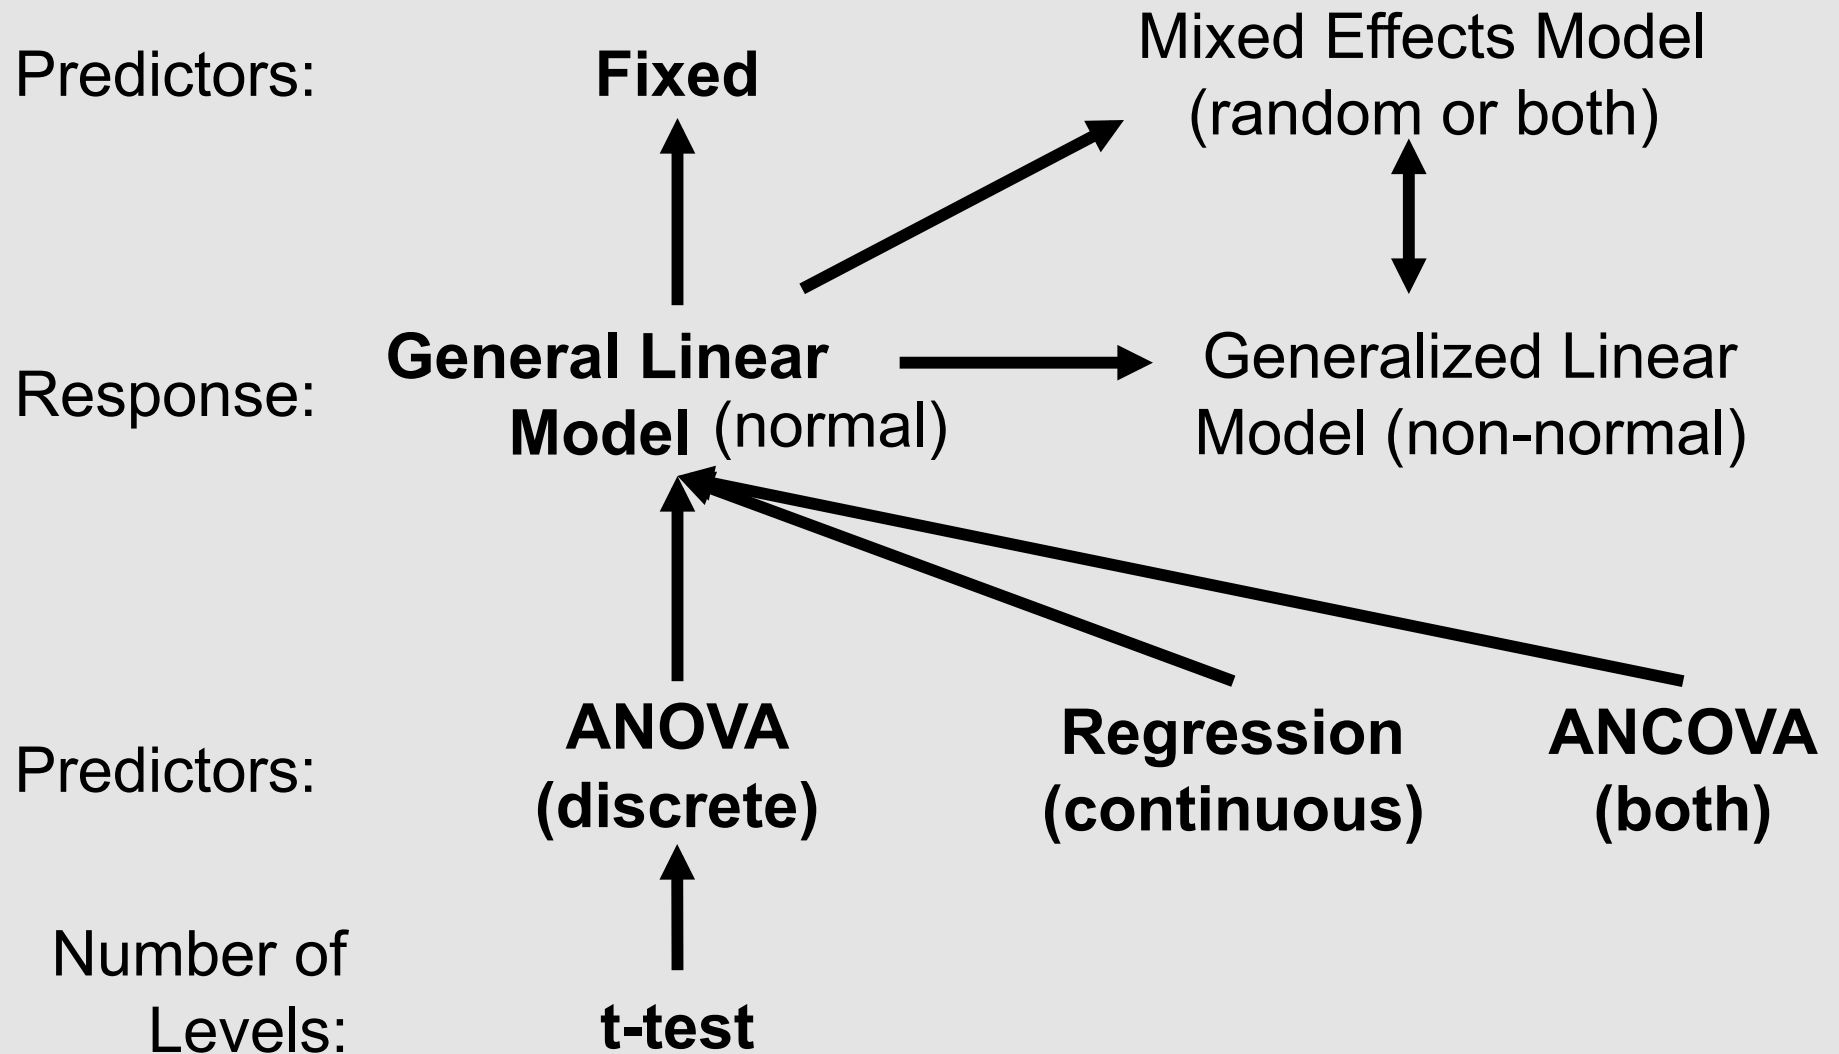 Predictors:
Fixed
Mixed Effects Model
(random or both)
Response:
General Linear
Model (normal)
Generalized Linear
Model (non-normal)
Predictors:
ANOVA
(discrete)
Regression
(continuous)
ANCOVA
(both)
Number of
Levels:
t-test